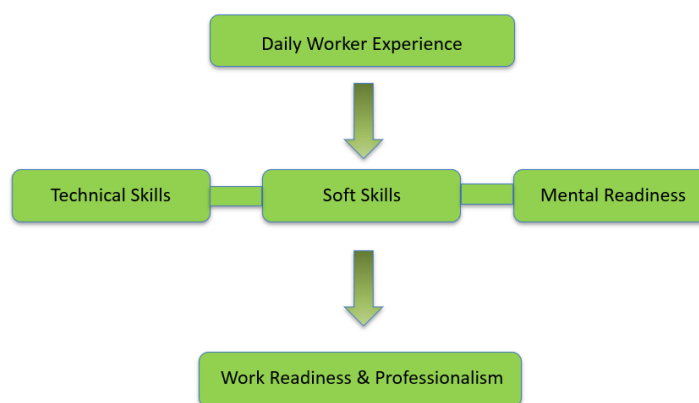 Daily Worker Experience
Technical Skills
Soft Skills
Mental Readiness
Work Readiness & Professionalism